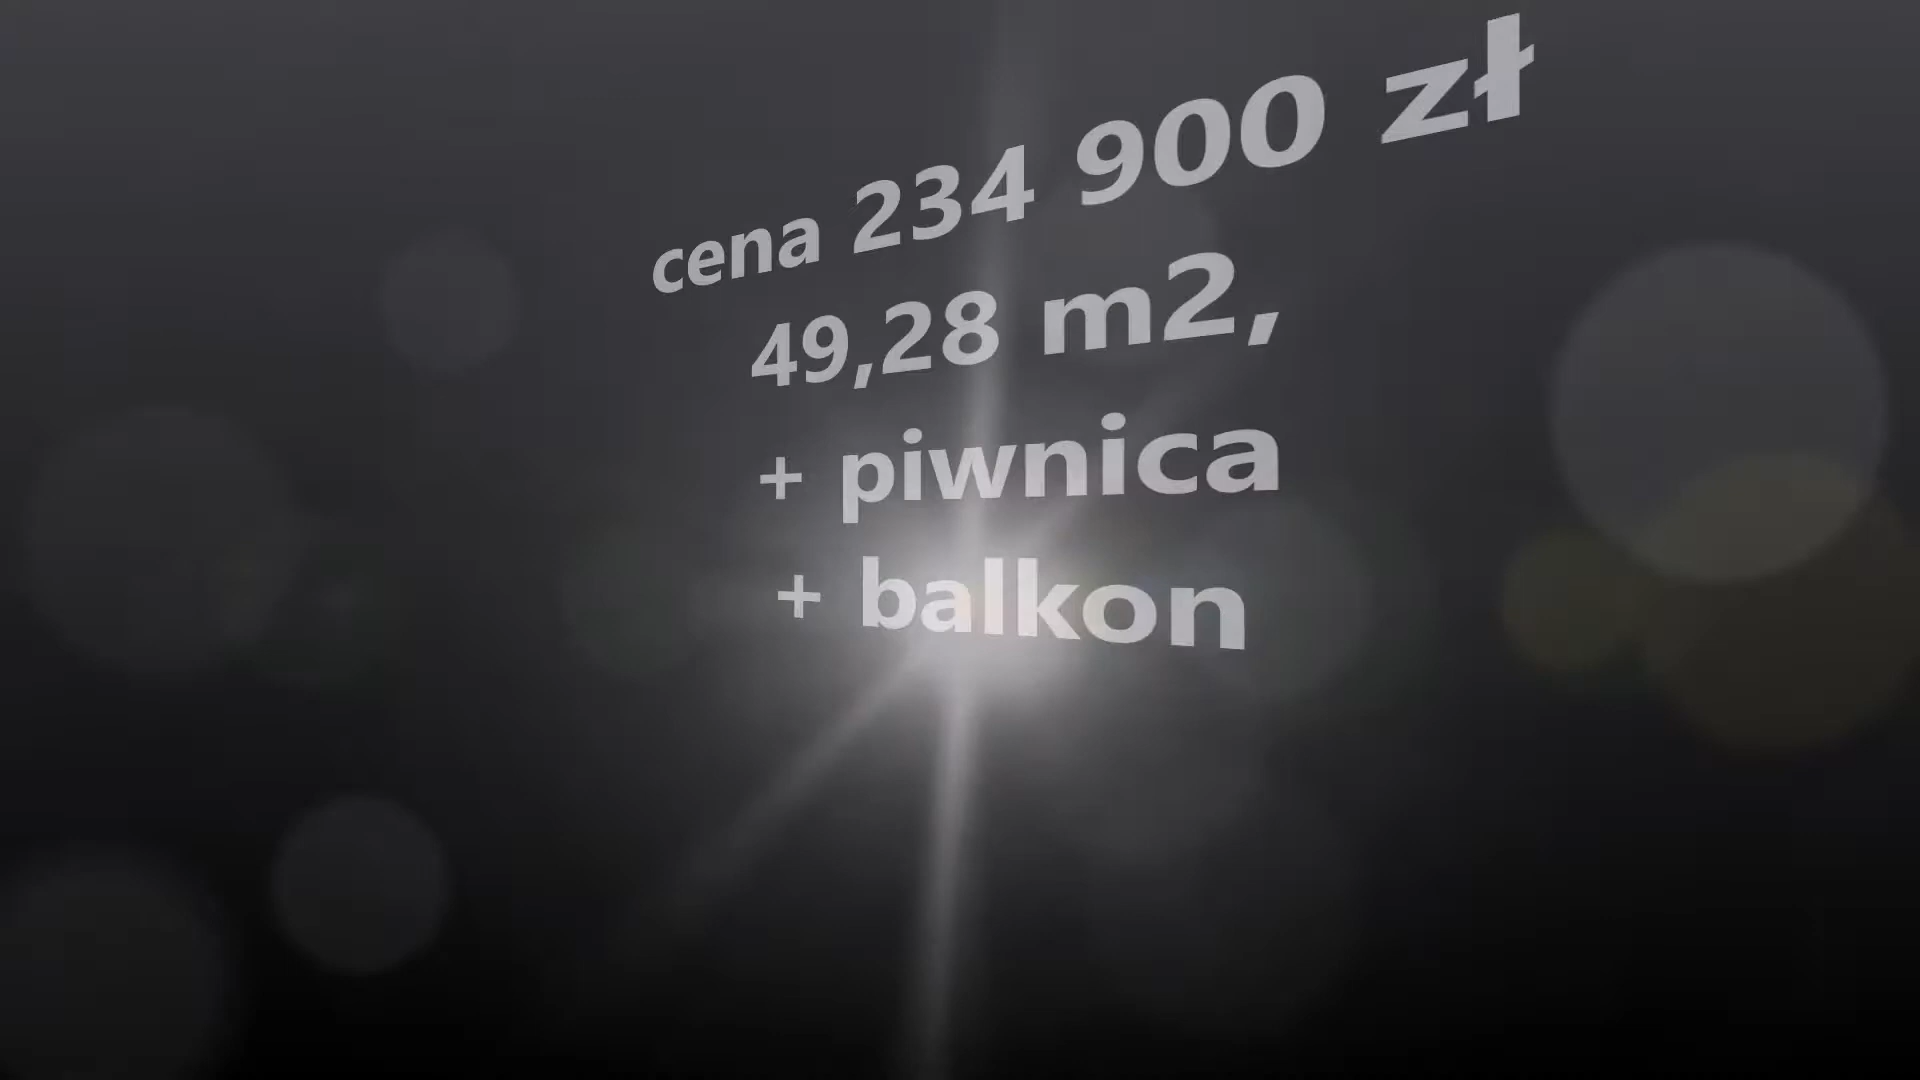 cena 234 900 zł
49,28 m2,
+ piwnica
+ balkon